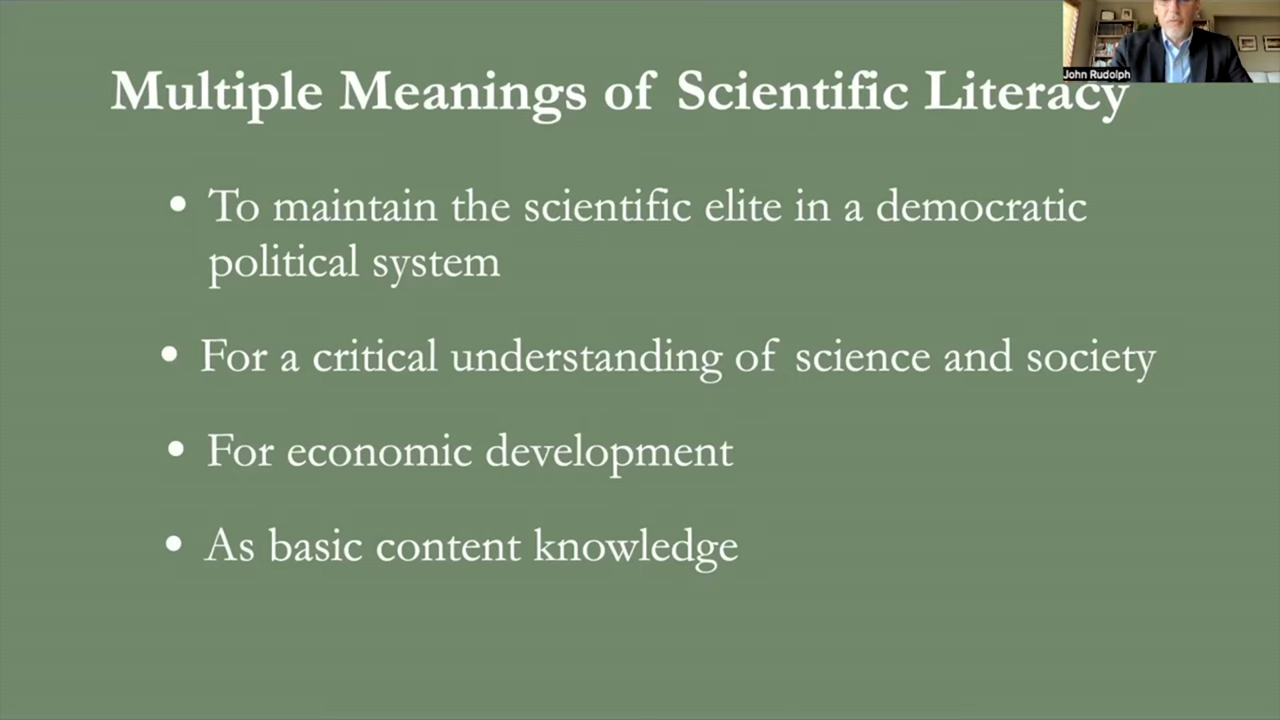 John Rudolph
Multiple Meanings of Scientific Literacy
• To maintain the scientific elite in a democratic
political system
• For a critical understanding of science and society
• For economic development
• As basic content knowledge